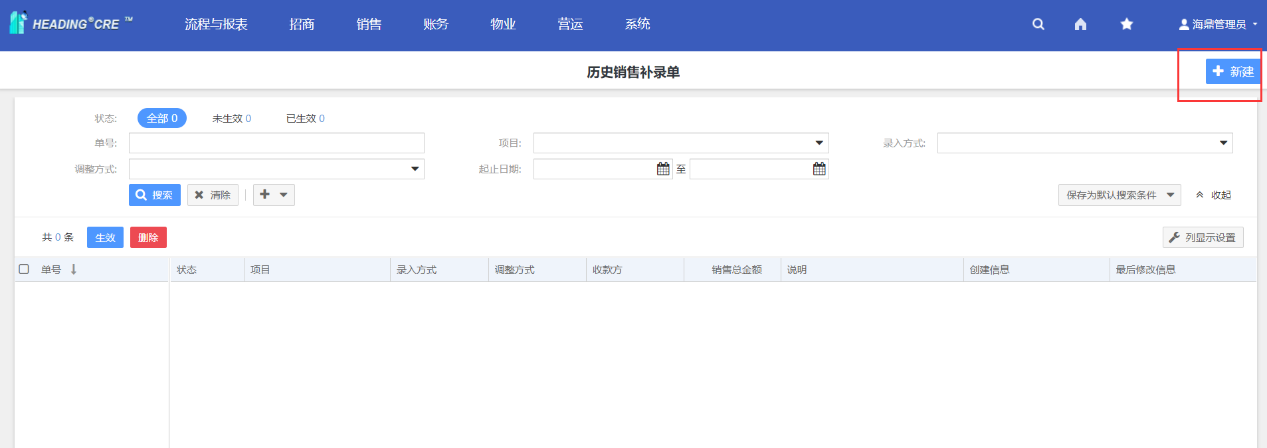 HEADING®CRE ™ 流程与报表 招商 销售 账务 物业 营运 系统 海鼎管理员
历史销售补录单 新建
状态: 全部 0 未生效 0 已生效 0
单号: 项目: 录入方式:
调整方式: 起止日期: 至
搜索 清除 保存为默认搜索条件 收起
共 0 条 生效 删除 列显示设置
单号 状态 项目 录入方式 调整方式 收款方 销售总金额 说明 创建信息 最后修改信息